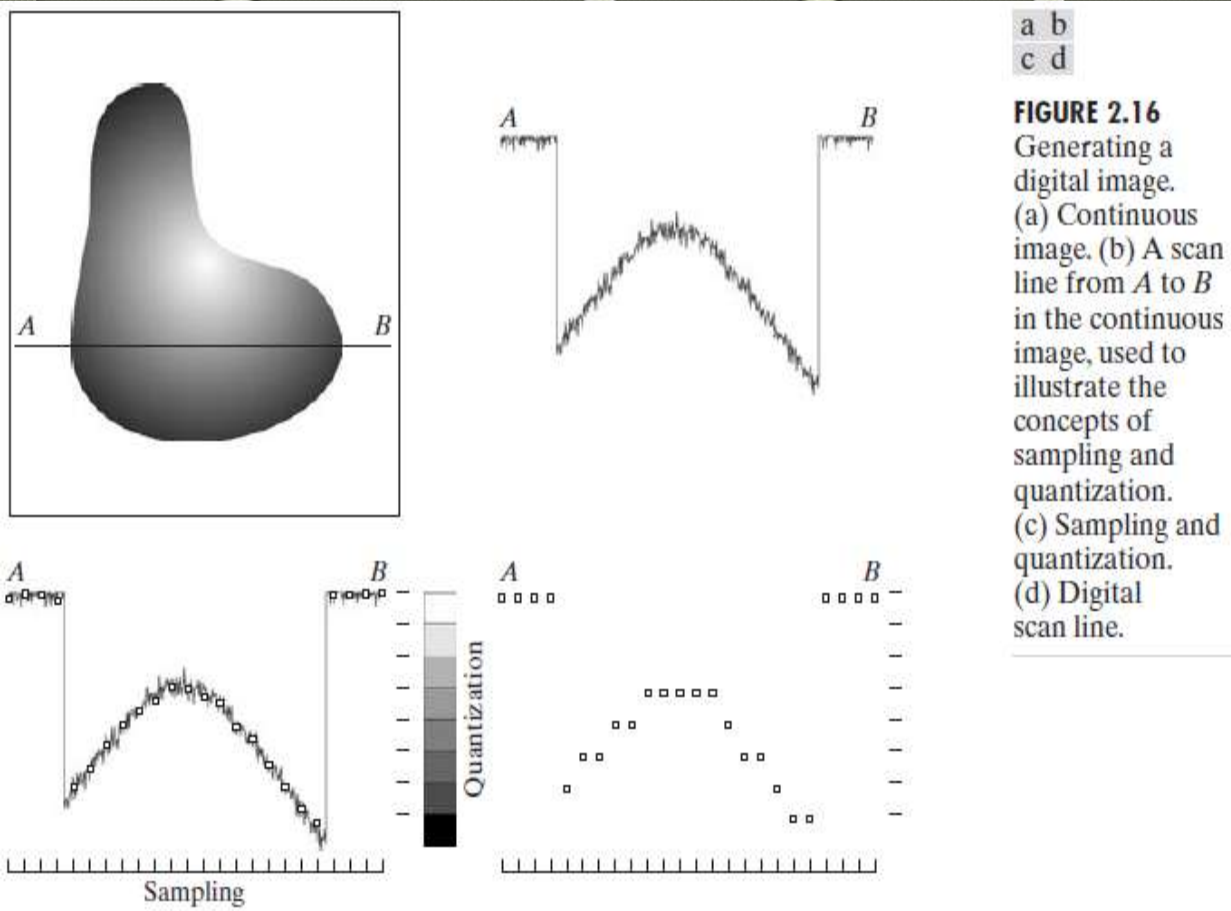 A B
A B
A B
Quantization
Sampling
A B
a b
c d
FIGURE 2.16
Generating a
digital image.
(a) Continuous
image. (b) A scan
line from A to B
in the continuous
image, used to
illustrate the
concepts of
sampling and
quantization.
(c) Sampling and
quantization.
(d) Digital
scan line.